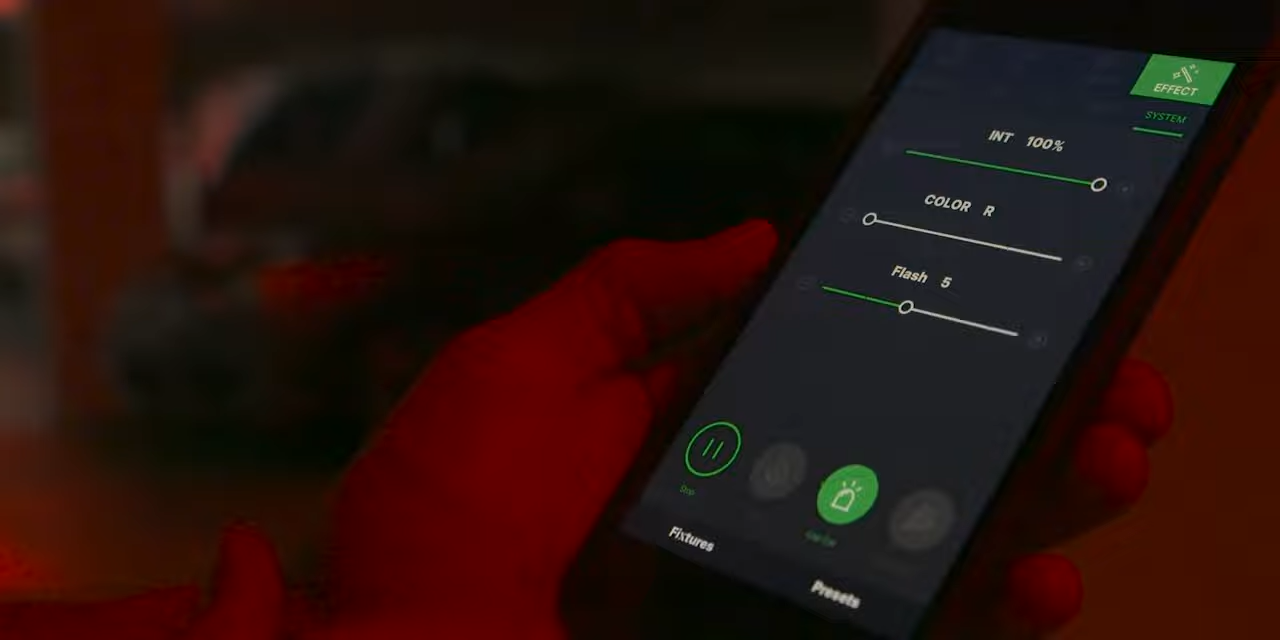 EFFECT
SYSTEM
INT 100%
COLOR R
Flash 5
Stop
Fixtures
Presets